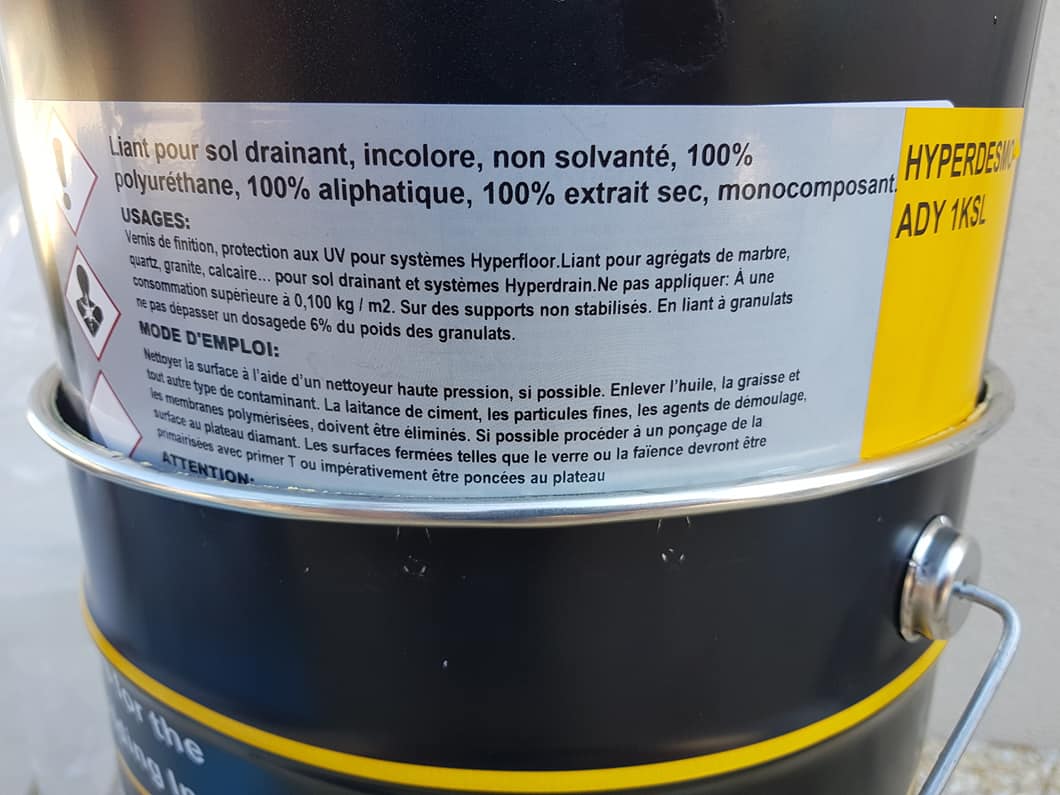 Liant pour sol drainant, incolore, non solvanté, 100%
polyuréthane, 100% aliphatique, 100% extrait sec, monocomposant.
USAGES:
Vernis de finition, protection aux UV pour systèmes Hyperfloor.Liant pour agrégats de marbre,
quartz, granite, calcaire... pour sol drainant et systèmes Hyperdrain.Ne pas appliquer: À une
consommation supérieure à 0,100 kg / m2. Sur des supports non stabilisés. En liant à granulats
ne pas dépasser un dosagede 6% du poids des granulats.
MODE D'EMPLOI:
Nettoyer la surface à l'aide d'un nettoyeur haute pression, si possible. Enlever l'huile, la graisse et
tout autre type de contaminant. La laitance de ciment, les particules fines, les agents de démoulage,
les membranes polymérisées, doivent être éliminés. Si possible procéder à un ponçage de la
surface au plateau diamant. Les surfaces fermées telles que le verre ou la faïence devront être
primairisées avec primer T ou impérativement être poncées au plateau
ATTENTION:
HYPERDESMO-
ADY 1KSL
for the